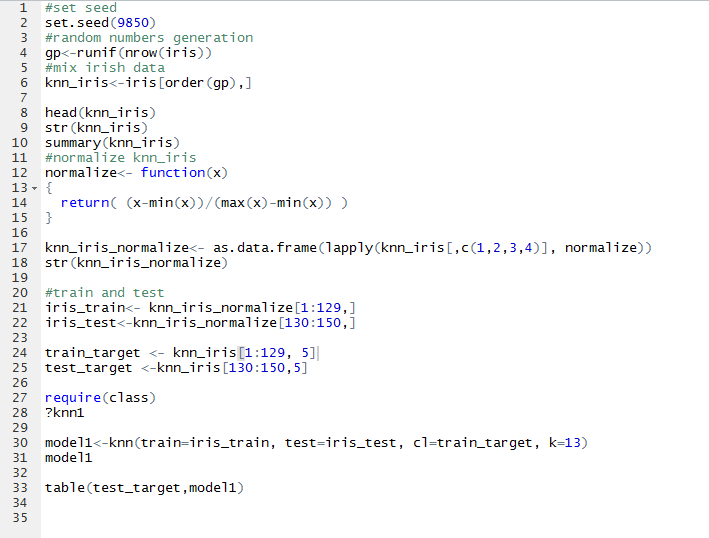 1 #set seed
2 set.seed(9850)
3 #random numbers generation
4 gp<-runif(nrow(iris))
5 #mix irish data
6 knn_iris<-iris[order(gp),]
7
8 head(knn_iris)
9 str(knn_iris)
10 summary(knn_iris)
11 #normalize knn_iris
12 normalize<- function(x)
13 {
14   return( (x-min(x))/(max(x)-min(x)) )
15 }
16
17 knn_iris_normalize<- as.data.frame(lapply(knn_iris[,c(1,2,3,4)], normalize))
18 str(knn_iris_normalize)
19
20 #train and test
21 iris_train<- knn_iris_normalize[1:129,]
22 iris_test<-knn_iris_normalize[130:150,]
23
24 train_target <- knn_iris[1:129, 5]
25 test_target <-knn_iris[130:150,5]
26
27 require(class)
28 ?knn1
29
30 model1<-knn(train=iris_train, test=iris_test, cl=train_target, k=13)
31 model1
32
33 table(test_target,model1)
34
35